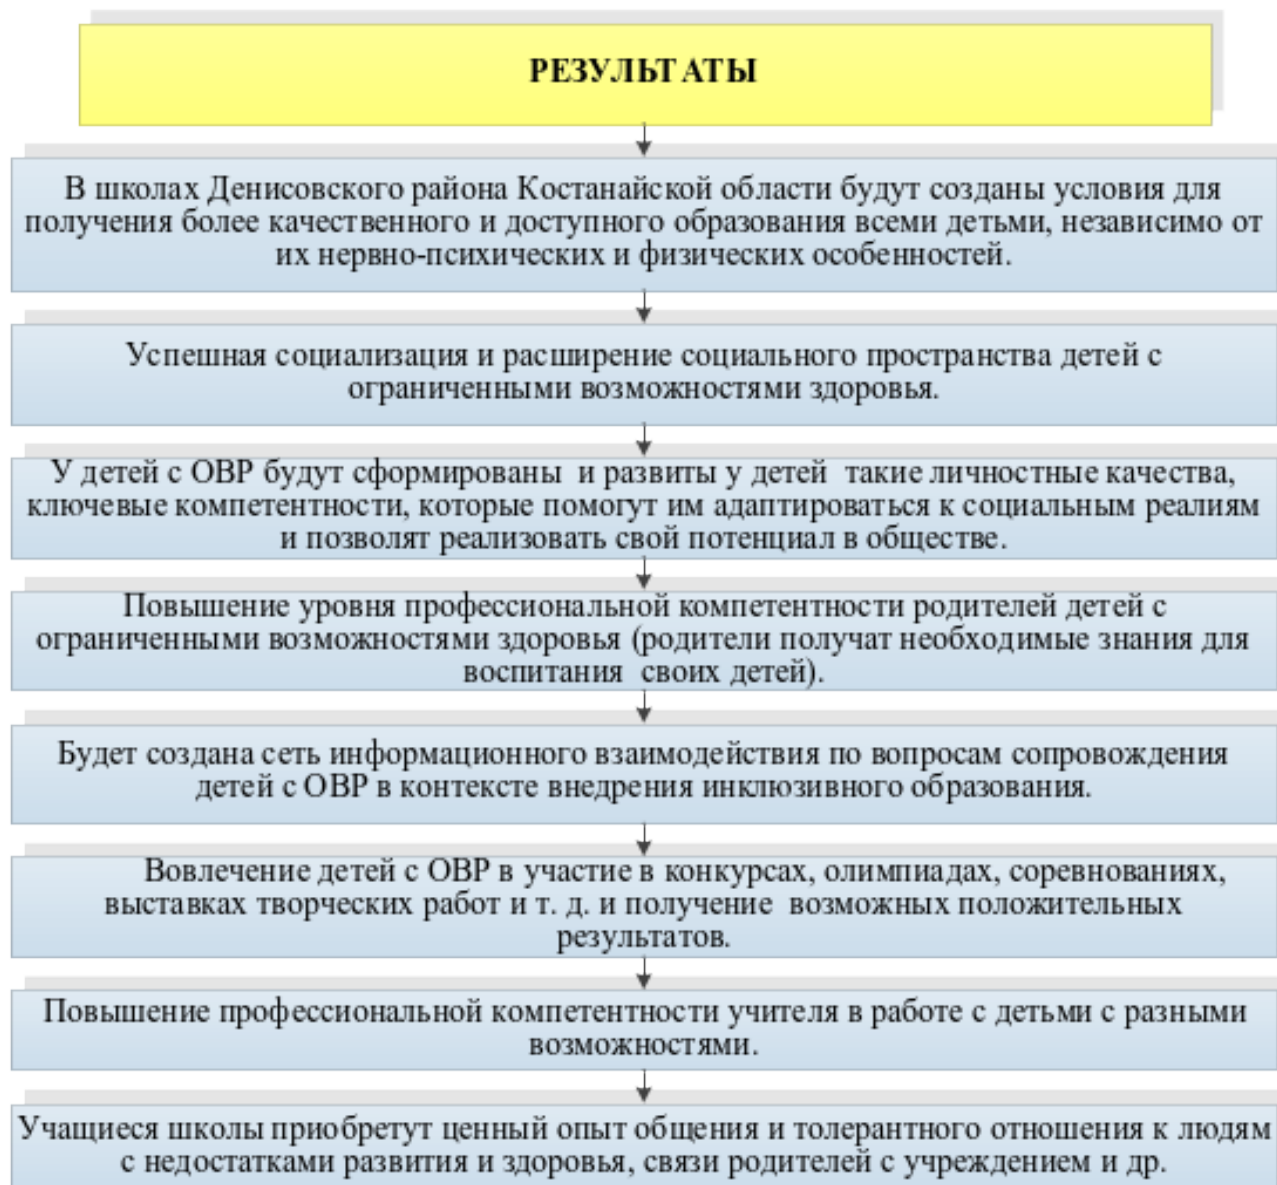 РЕЗУЛЬТАТЫ
В школах Денисовского района Костанайской области будут созданы условия для
получения более качественного и доступного образования всеми детьми, независимо от
их нервно-психических и физических особенностей.
Успешная социализация и расширение социального пространства детей с
ограниченными возможностями здоровья.
У детей с ОВР будут сформированы и развиты у детей такие личностные качества,
ключевые компетентности, которые помогут им адаптироваться к социальным реалиям
и позволят реализовать свой потенциал в обществе.
Повышение уровня профессиональной компетентности родителей детей с
ограниченными возможностями здоровья (родители получат необходимые знания для
воспитания своих детей).
Будет создана сеть информационного взаимодействия по вопросам сопровождения
детей с ОВР в контексте внедрения инклюзивного образования.
Вовлечение детей с ОВР в участие в конкурсах, олимпиадах, соревнованиях,
выставках творческих работ и т. д. и получение возможных положительных
результатов.
Повышение профессиональной компетентности учителя в работе с детьми с разными
возможностями.
Учащиеся школы приобретут ценный опыт общения и толерантного отношения к людям
с недостатками развития и здоровья, связи родителей с учреждением и др.